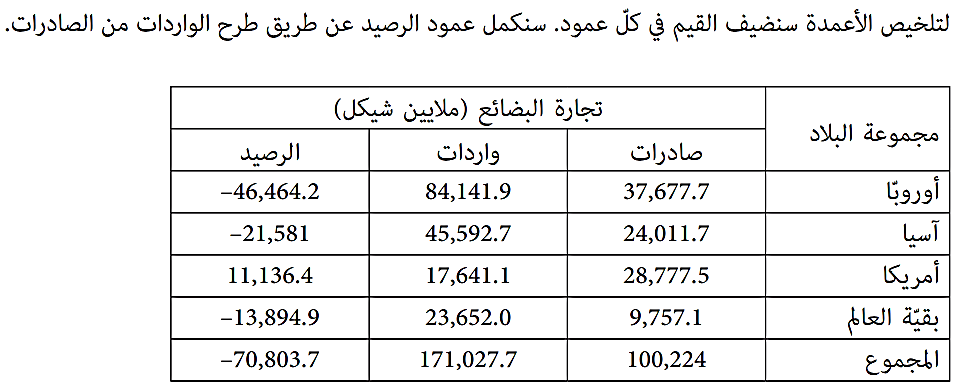 لتلخيص الأعمدة سنضيف القيم في كلّ عمود. سنكمل عمود الرصيد عن طريق طرح الواردات من الصادرات.
مجموعة البلاد تجارة البضائع (ملايين شيكل)
صادرات واردات الرصيد
أوروبّا 37,677.7 84,141.9 –46,464.2
آسيا 24,011.7 45,592.7 –21,581
أمريكا 28,777.5 17,641.1 11,136.4
بقيّة العالم 9,757.1 23,652.0 –13,894.9
المجموع 100,224 171,027.7 –70,803.7